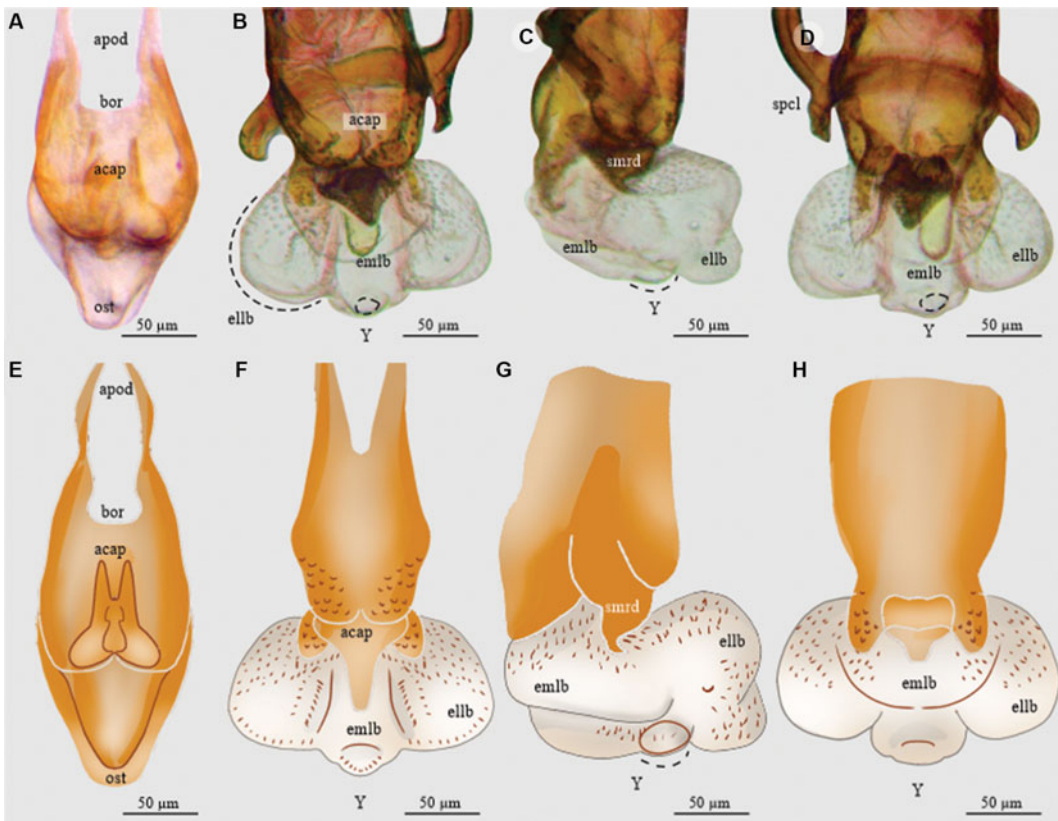 A
apod
bor
acap
ost
50 µm
B
acap
emlb
ellb
Y
50 µm
C
smrd
emlb
ellb
Y
50 µm
D
spcl
emlb
ellb
Y
50 µm
E
apod
bor
acap
ost
50 µm
F
acap
emlb
ellb
Y
50 µm
G
smrd
emlb
ellb
Y
50 µm
H
emlb
ellb
Y
50 µm